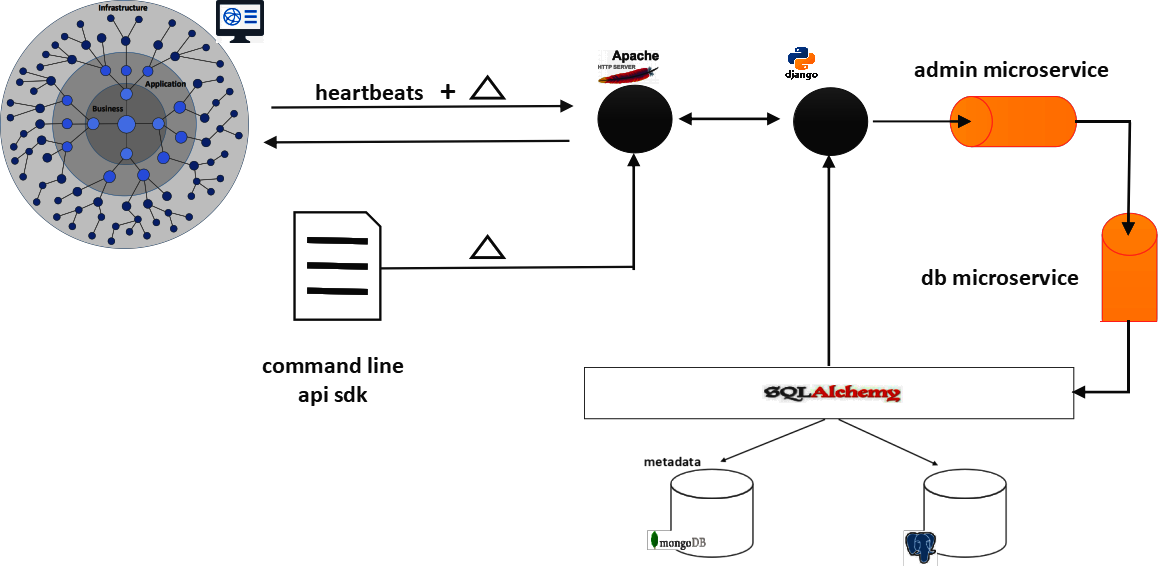 Infrastructure
Application
Business
heartbeats + △
Apache
HTTP SERVER
django
admin microservice
db microservice
command line
api sdk
SQLAlchemy
metadata
mongoDB